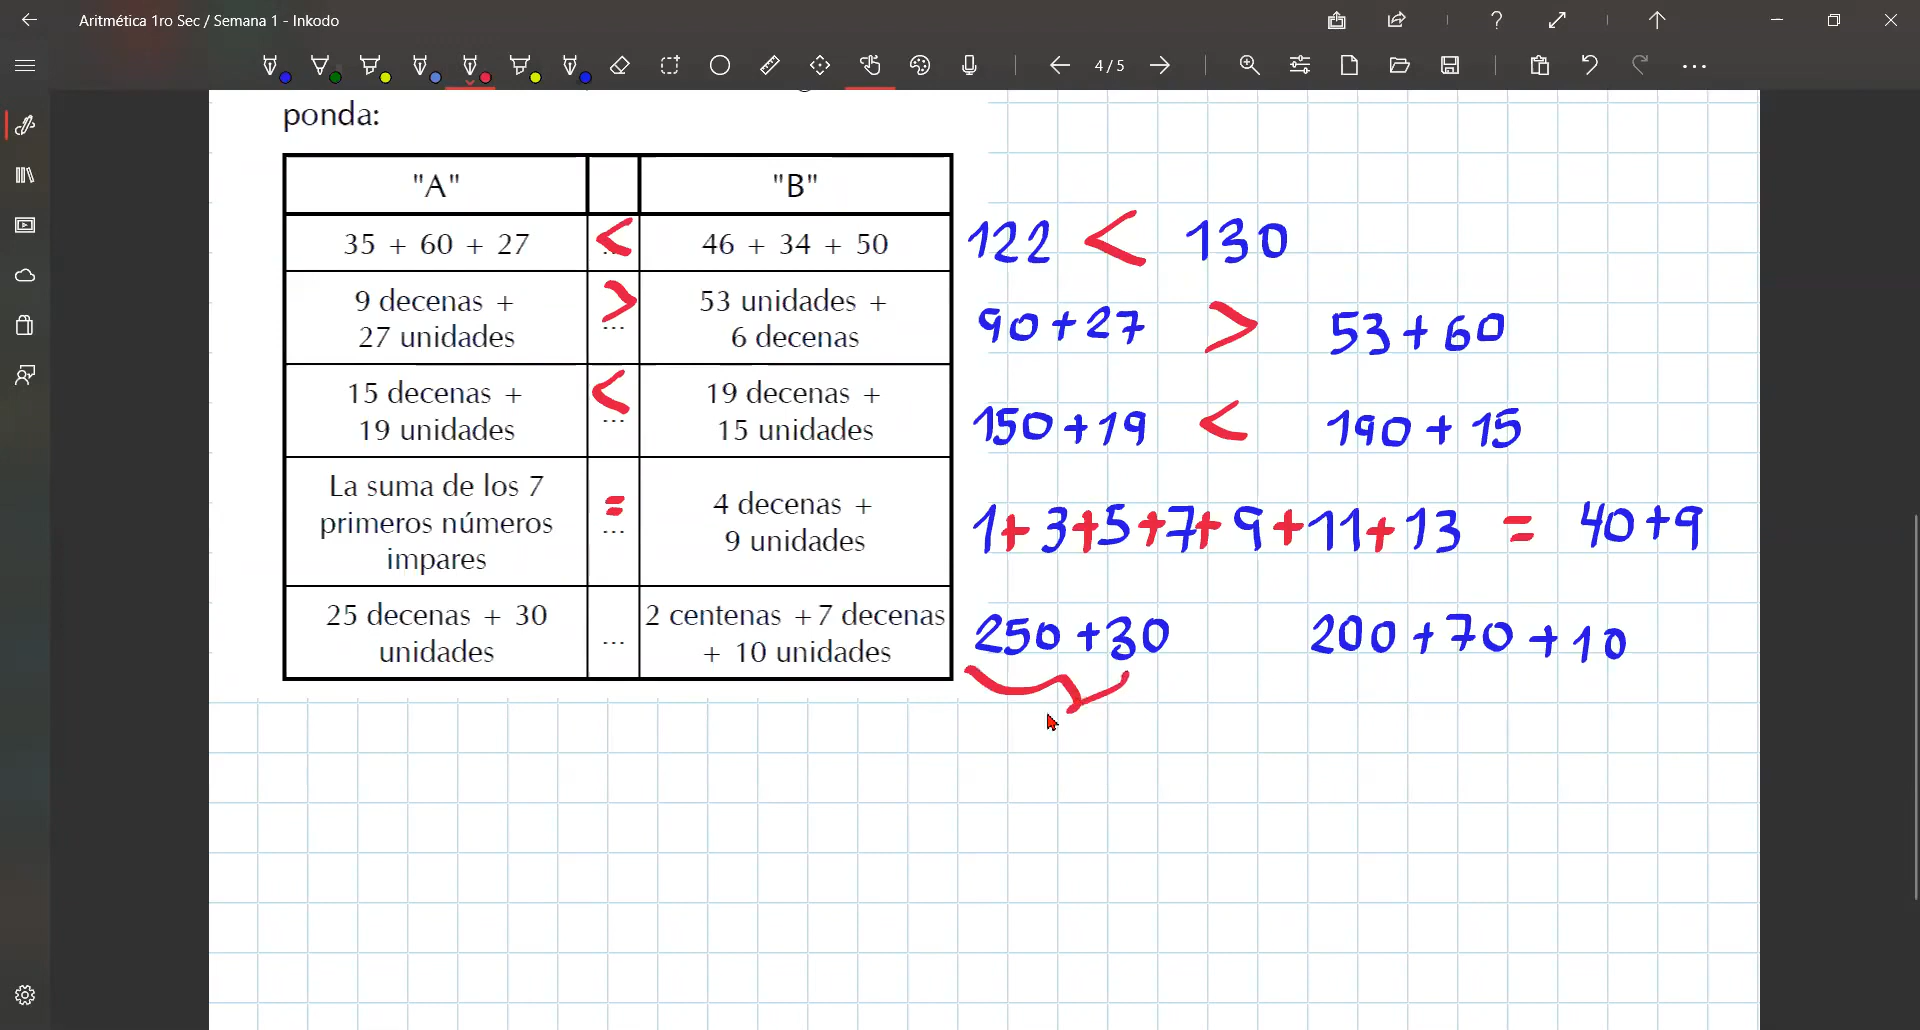 Aritmética 1ro Sec / Semana 1 - Inkodo
4/5
ponda:
"A" "B"
35 + 60 + 27 < ... 46 + 34 + 50 122 < 130
9 decenas + > 53 unidades +
27 unidades ... 6 decenas
90+27 > 53+60
15 decenas + < 19 decenas +
19 unidades ... 15 unidades
150+19 < 190+15
La suma de los 7
primeros números
impares
= ...
4 decenas +
9 unidades
1+3+5+7+9+11+13 = 40+9
25 decenas + 30
unidades
...
2 centenas +7 decenas
+ 10 unidades
250+30 200+70+10